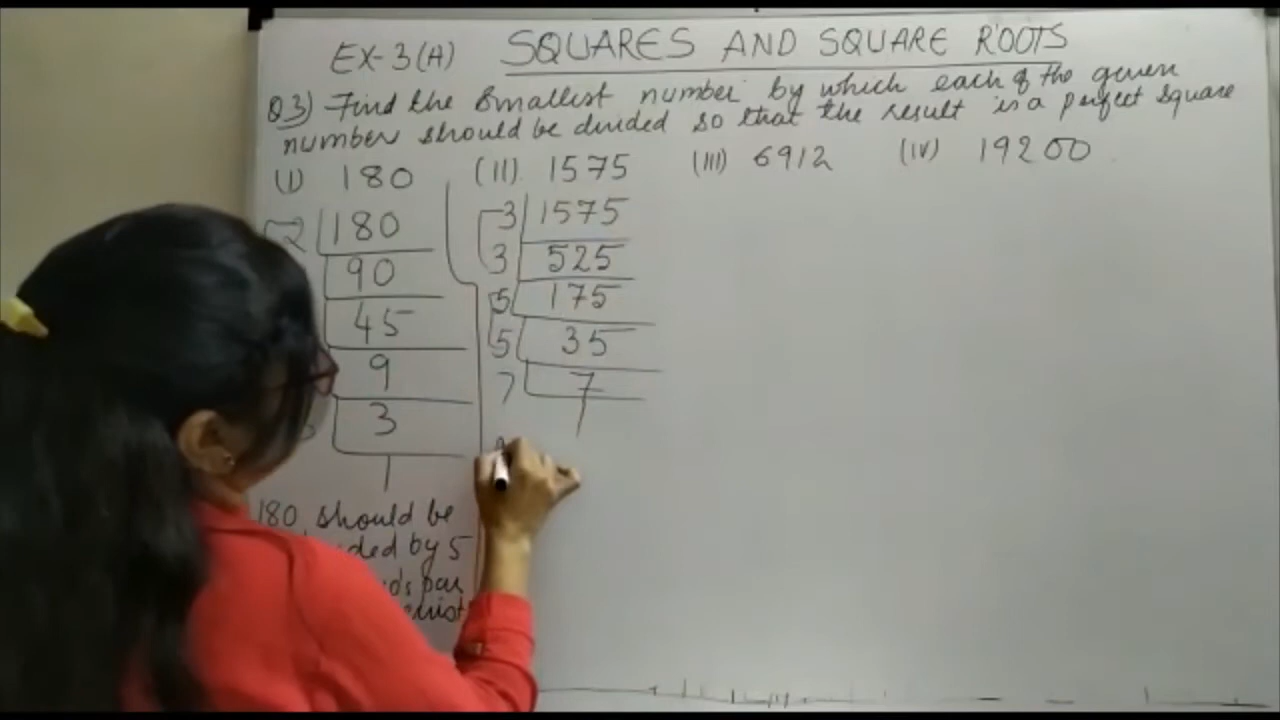 EX-3(A) SQUARES AND SQUARE ROOTS
Q3) Find the smallest number by which each of the given
number should be divided so that the result is a perfect square
(I) 180 (II) 1575 (III) 6912 (IV) 19200
2 180
90
45
9
3
1
180 should be
by 5
3 1575
3 525
5 175
5 35
7 7
1